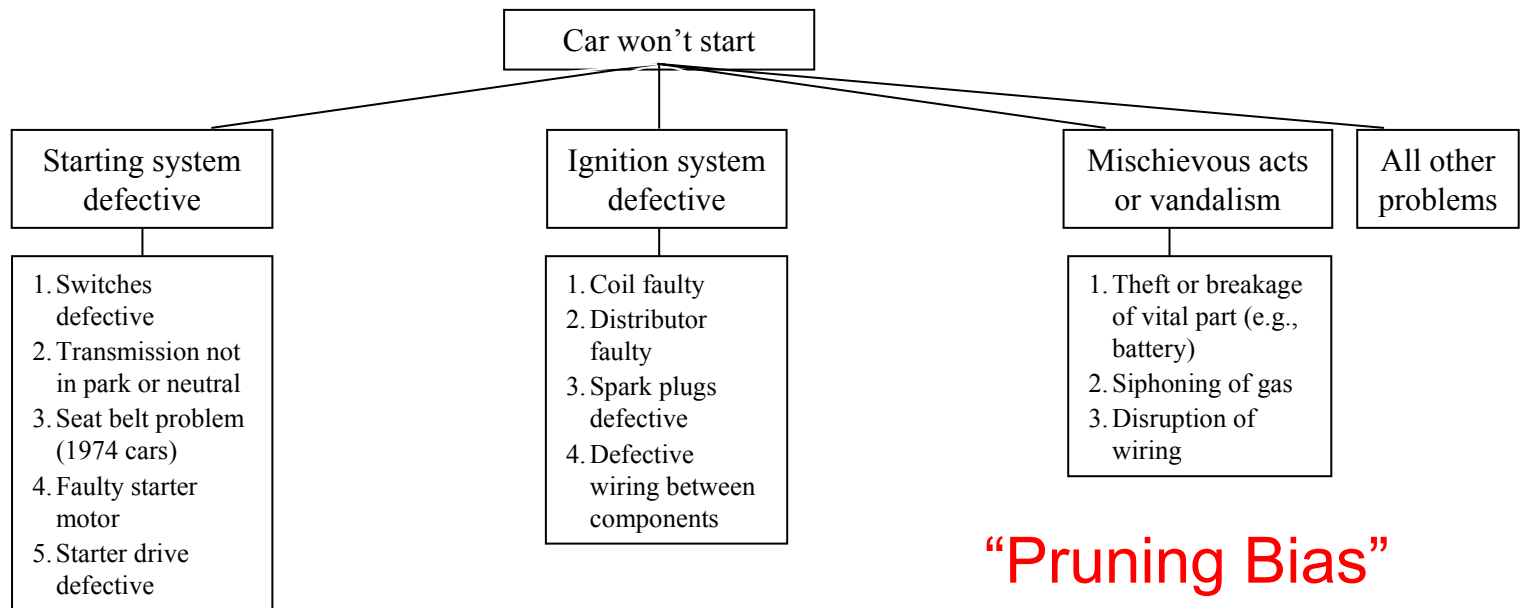 Car won’t start
Starting system
defective
Ignition system
defective
Mischievous acts
or vandalism
All other
problems
1. Switches
defective
2. Transmission not
in park or neutral
3. Seat belt problem
(1974 cars)
4. Faulty starter
motor
5. Starter drive
defective
1. Coil faulty
2. Distributor
faulty
3. Spark plugs
defective
4. Defective
wiring between
components
1. Theft or breakage
of vital part (e.g.,
battery)
2. Siphoning of gas
3. Disruption of
wiring
“Pruning Bias”